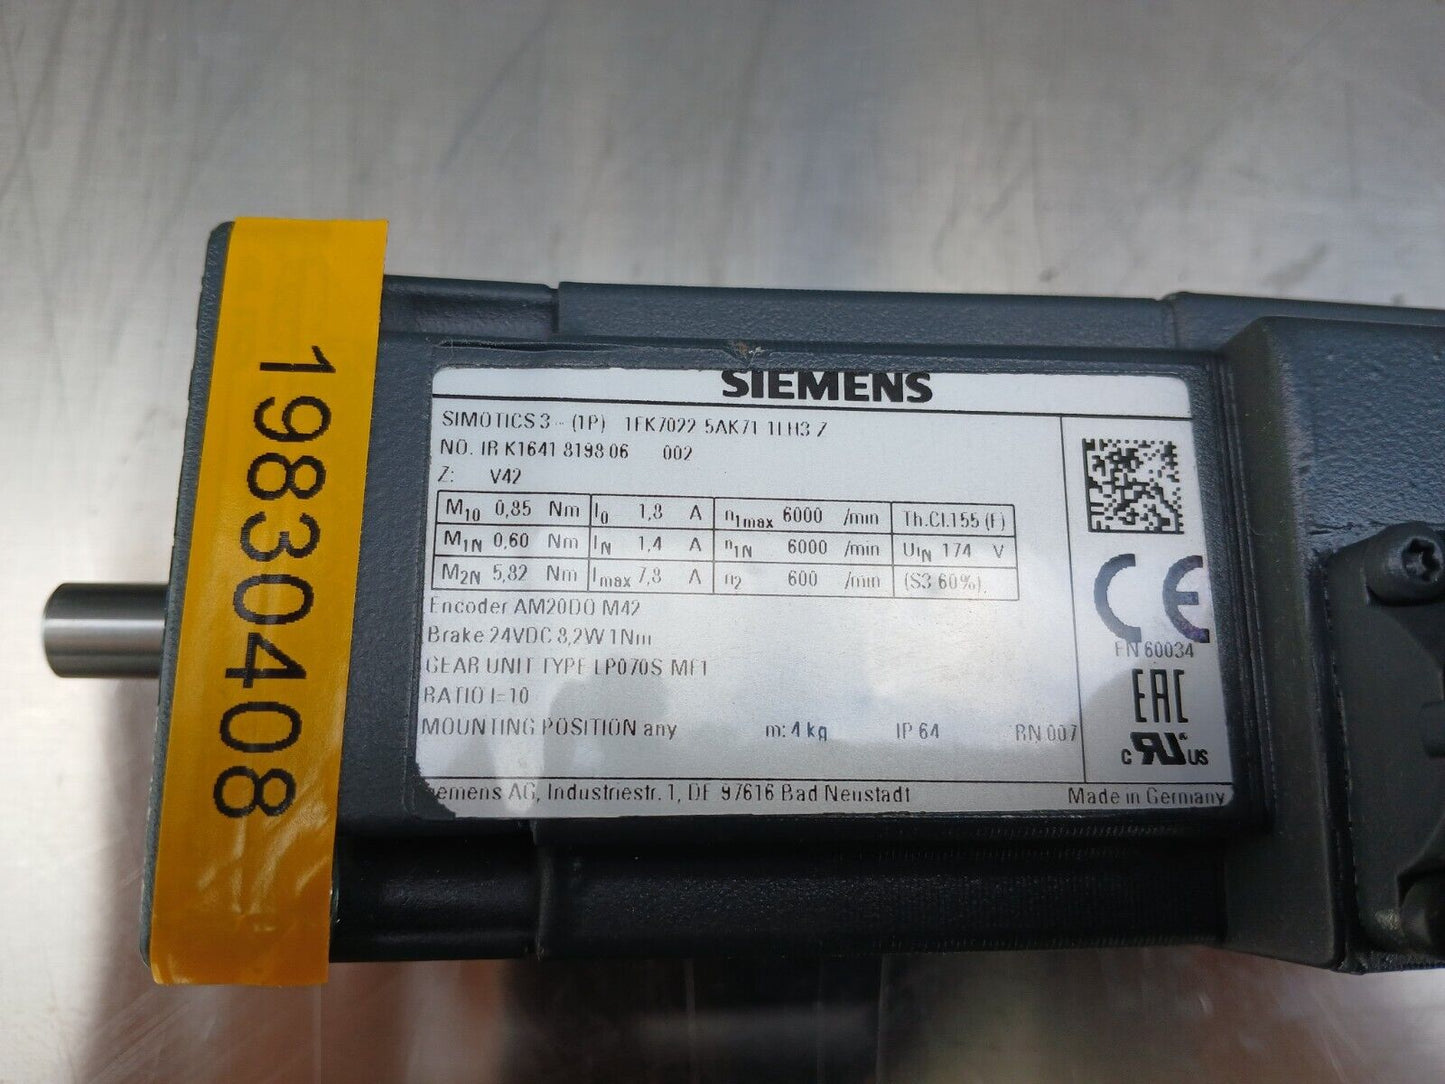 19830408
SIEMENS
SIMOTICS 3 ~ (1P) 1FK7022-5AK71-1LH3-Z
NO. IR K1641 8198 06 002
Z: V42
M10 0,85 Nm I0 1,8 A n1max 6000 /min Th.Cl.155 (F)
M1N 0,60 Nm IN 1,4 A n1N 6000 /min UIN 174 V
M2N 5,82 Nm Imax 7,8 A n2 600 /min (S3 60%)
Encoder AM20DQ M42
Brake 24VDC 8,2W 1Nm
GEAR UNIT TYPE LP070S-MF1
RATIO I=10
MOUNTING POSITION any m: 4 kg IP 64 RN 007
CE
EN 60034
EAC
c RU US
emens AG, Industriestr. 1, DE-97616 Bad Neustadt Made in Germany